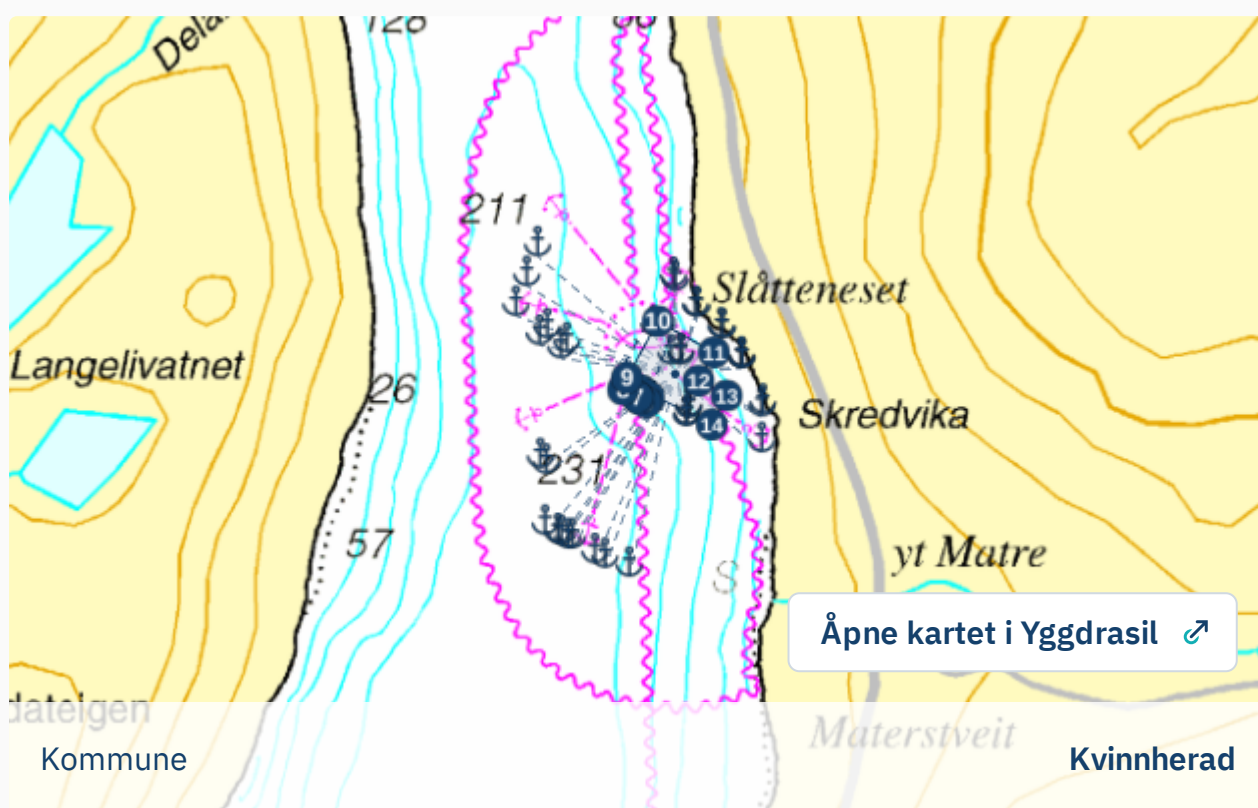 128
211
10
Slåtteneset
11
Langelivatnet
9
12
26
13
Skredvika
14
231
57
yt Matre
S
Åpne kartet i Yggdrasil
dateigen
Materstveit
Kommune
Kvinnherad